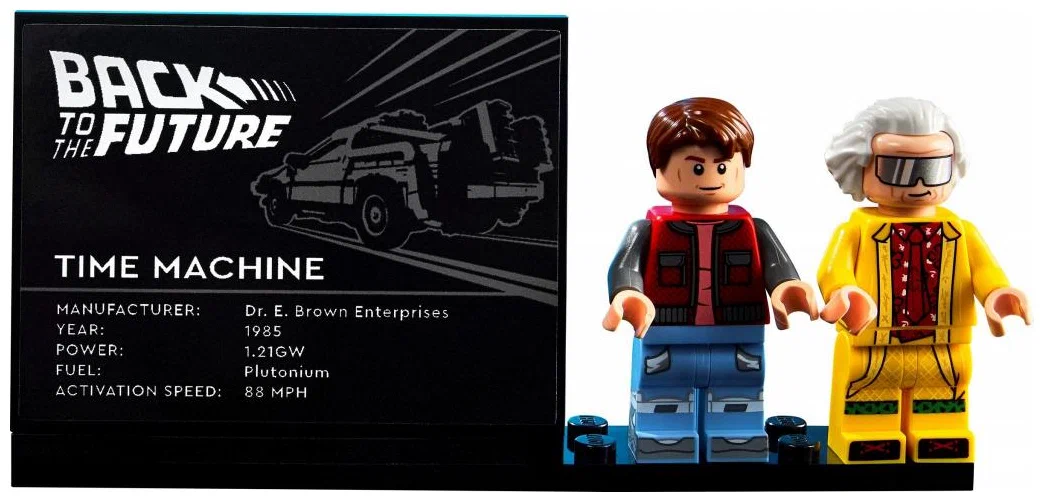 BACK
TO
THE FUTURE
TIME MACHINE
MANUFACTURER: Dr. E. Brown Enterprises
YEAR: 1985
POWER: 1.21GW
FUEL: Plutonium
ACTIVATION SPEED: 88 MPH